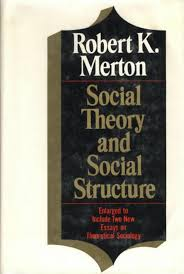 Robert K.
Merton
Social
Theory
and
Social
Structure
Enlarged to
Include Two New
Essays on
Theoretical Sociology